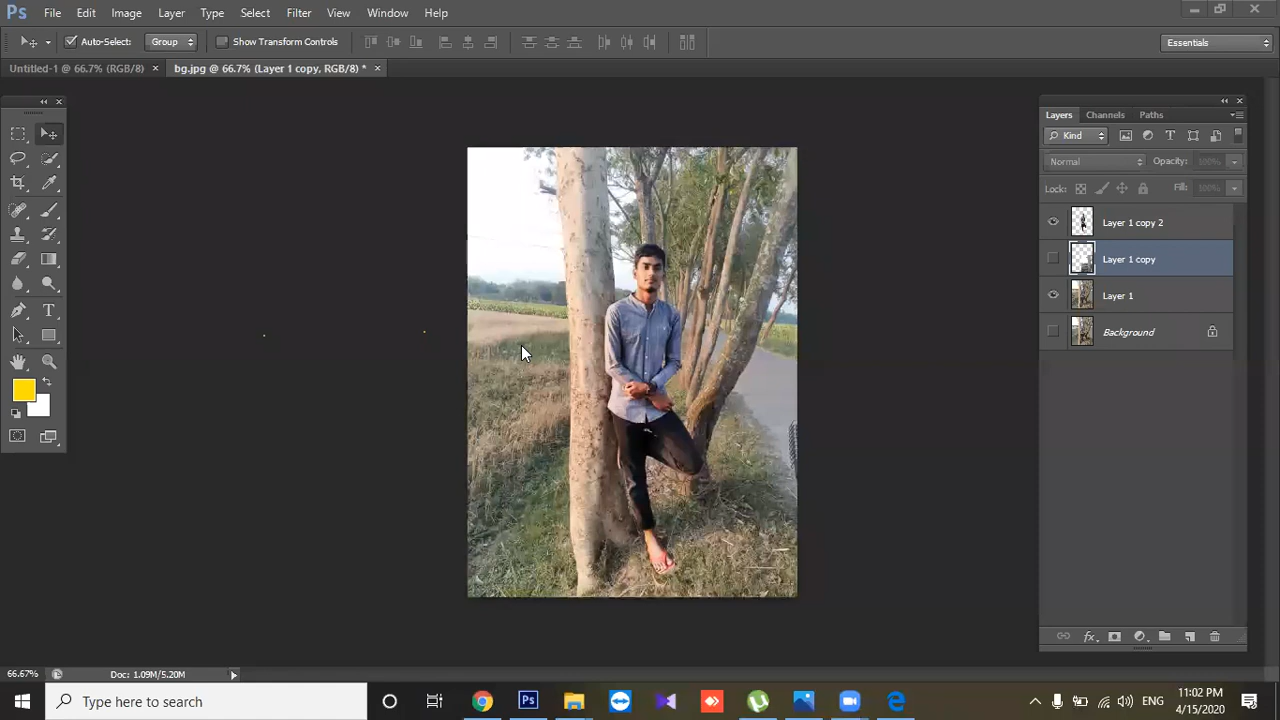 Ps File Edit Image Layer Type Select Filter View Window Help
Auto-Select: Group Show Transform Controls Essentials
Untitled-1 @ 66.7% (RGB/8) × bg.jpg @ 66.7% (Layer 1 copy, RGB/8) * ×
Layers Channels Paths
Kind
Normal Opacity: 100%
Lock: Fill: 100%
Layer 1 copy 2
Layer 1 copy
Layer 1
Background
66.67% Doc: 1.09M/5.20M
Type here to search
ENG
11:02 PM
4/15/2020